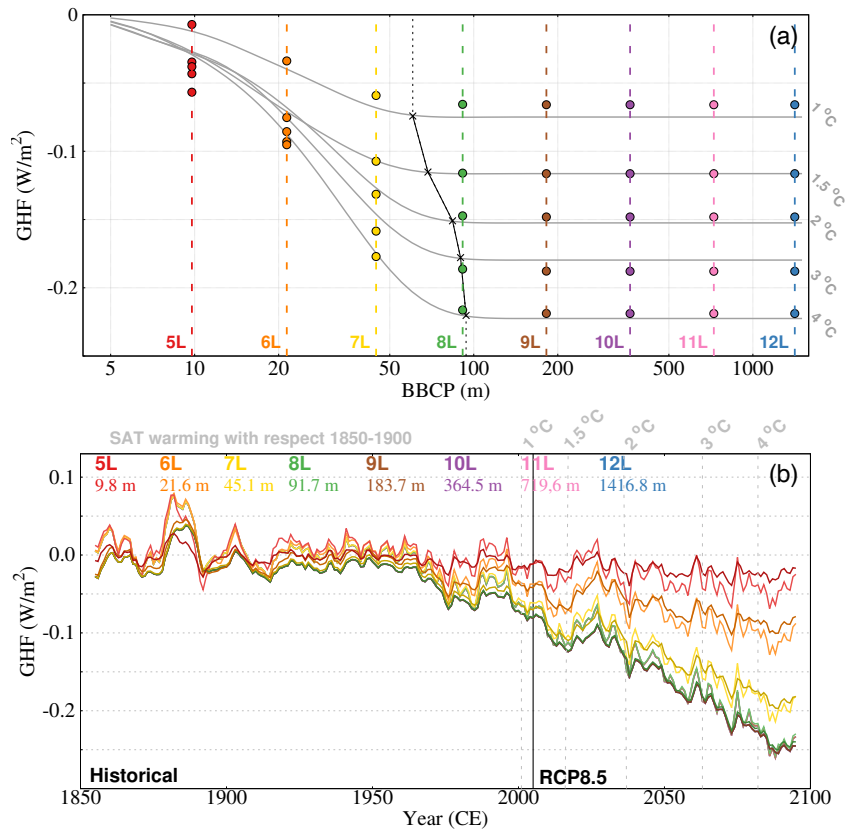 0
(a)
-0.1
-0.2
GHF (W/m²)
1 °C
1.5 °C
2 °C
3 °C
4 °C
5L 6L 7L 8L 9L 10L 11L 12L
5 10 20 60 100 200 500 1000
BBCP (m)
SAT warming with respect 1850-1900
1 °C 1.5 °C 2 °C 3 °C 4 °C
(b)
5L 6L 7L 8L 9L 10L 11L 12L
9.8 m 21.6 m 45.1 m 91.7 m 183.7 m 364.5 m 719,6 m 1416.8 m
0.1
0.0
-0.1
-0.2
GHF (W/m²)
Historical RCP8.5
1850 1900 1950 2000 2050 2100
Year (CE)